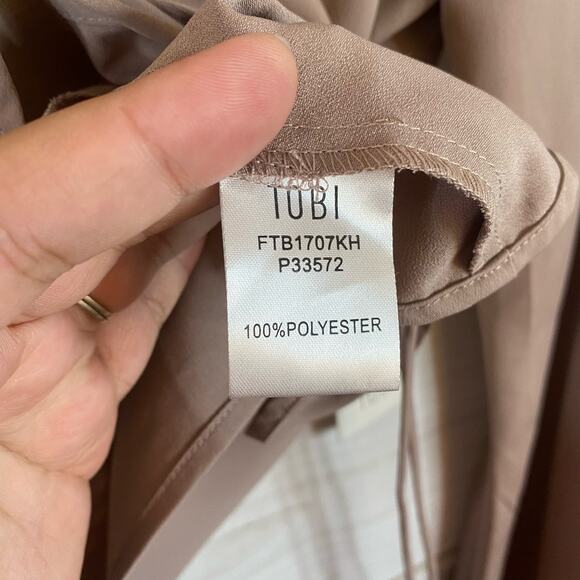 TOBI
FTB1707KH
P33572
100%POLYESTER